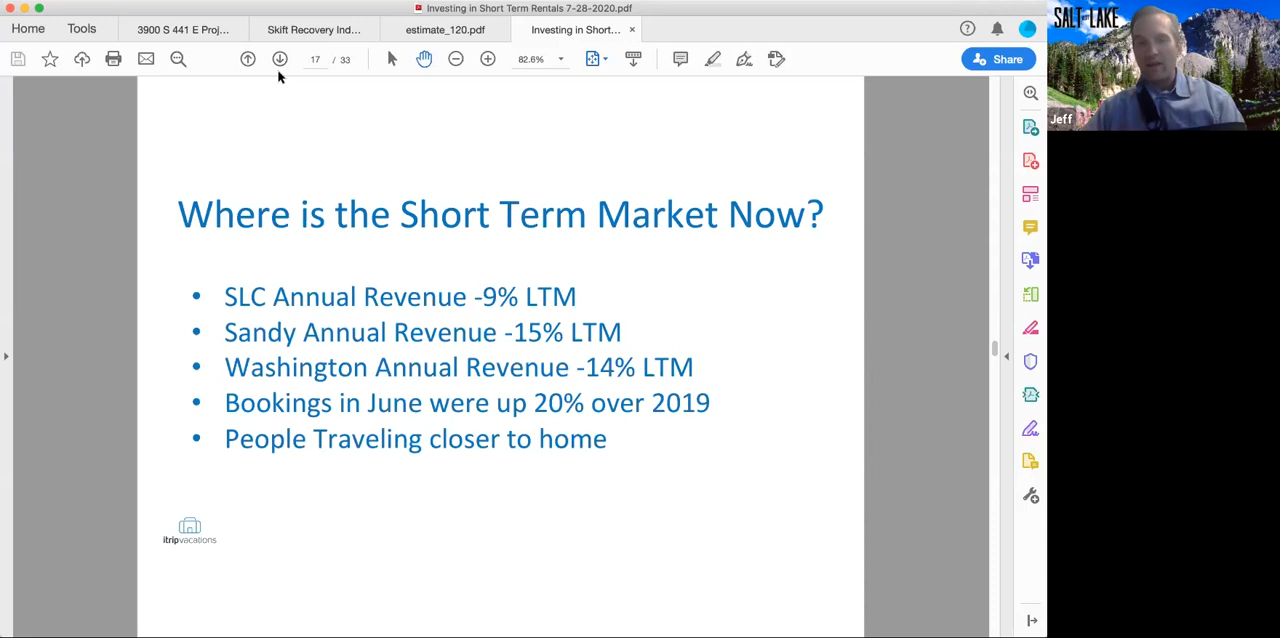 Investing in Short Term Rentals 7-28-2020.pdf
Home
Tools
3900 S 441 E Proj...
Skift Recovery Ind...
estimate_120.pdf
Investing in Short... ×
17 / 33
82.6%
Share
SALT LAKE
Jeff
Where is the Short Term Market Now?
• SLC Annual Revenue -9% LTM
• Sandy Annual Revenue -15% LTM
• Washington Annual Revenue -14% LTM
• Bookings in June were up 20% over 2019
• People Traveling closer to home
itripvacations